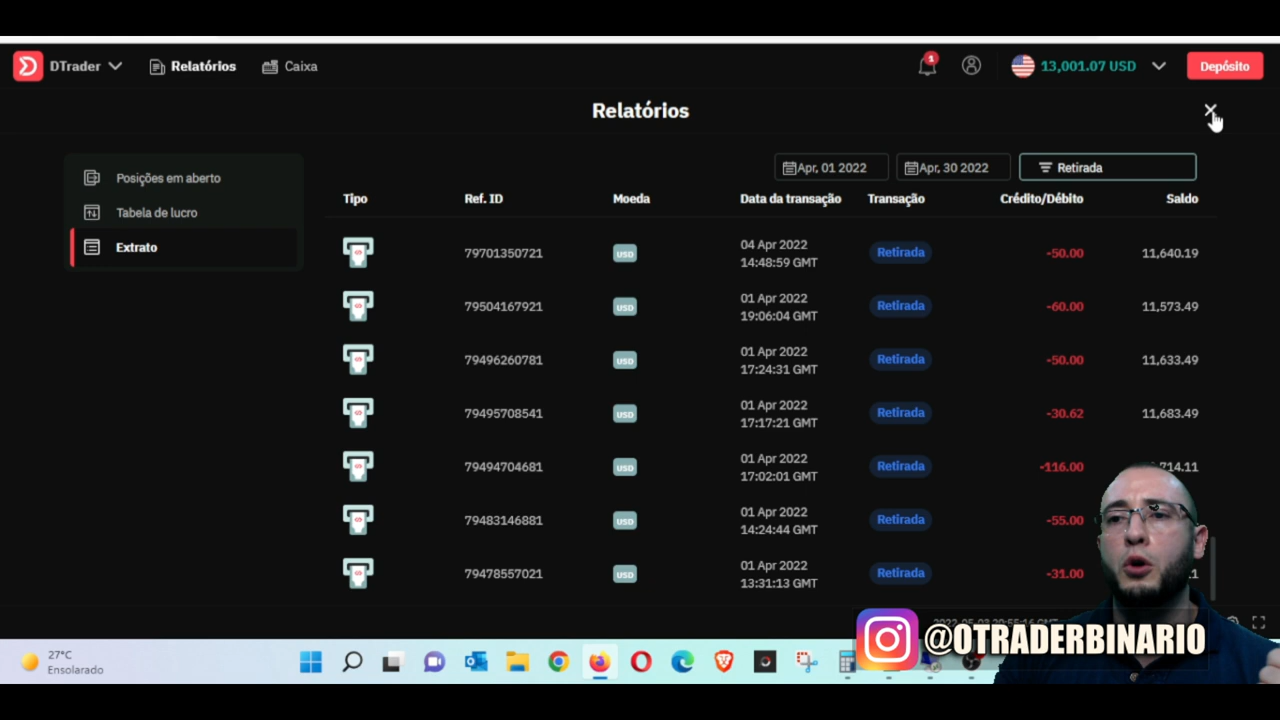 DTrader Relatórios Caixa 1 13,001.07 USD Depósito
Relatórios
Posições em aberto
Tabela de lucro
Extrato
Apr, 01 2022 Apr, 30 2022 Retirada
Tipo Ref. ID Moeda Data da transação Transação Crédito/Débito Saldo
79701350721 USD 04 Apr 2022 14:48:59 GMT Retirada -50.00 11,640.19
79504167921 USD 01 Apr 2022 19:06:04 GMT Retirada -60.00 11,573.49
79496260781 USD 01 Apr 2022 17:24:31 GMT Retirada -50.00 11,633.49
79495708541 USD 01 Apr 2022 17:17:21 GMT Retirada -30.62 11,683.49
79494704681 USD 01 Apr 2022 17:02:01 GMT Retirada -116.00 714.11
79483146881 USD 01 Apr 2022 14:24:44 GMT Retirada -55.00
79478557021 USD 01 Apr 2022 13:31:13 GMT Retirada -31.00
@OTRADERBINARIO
27°C
Ensolarado